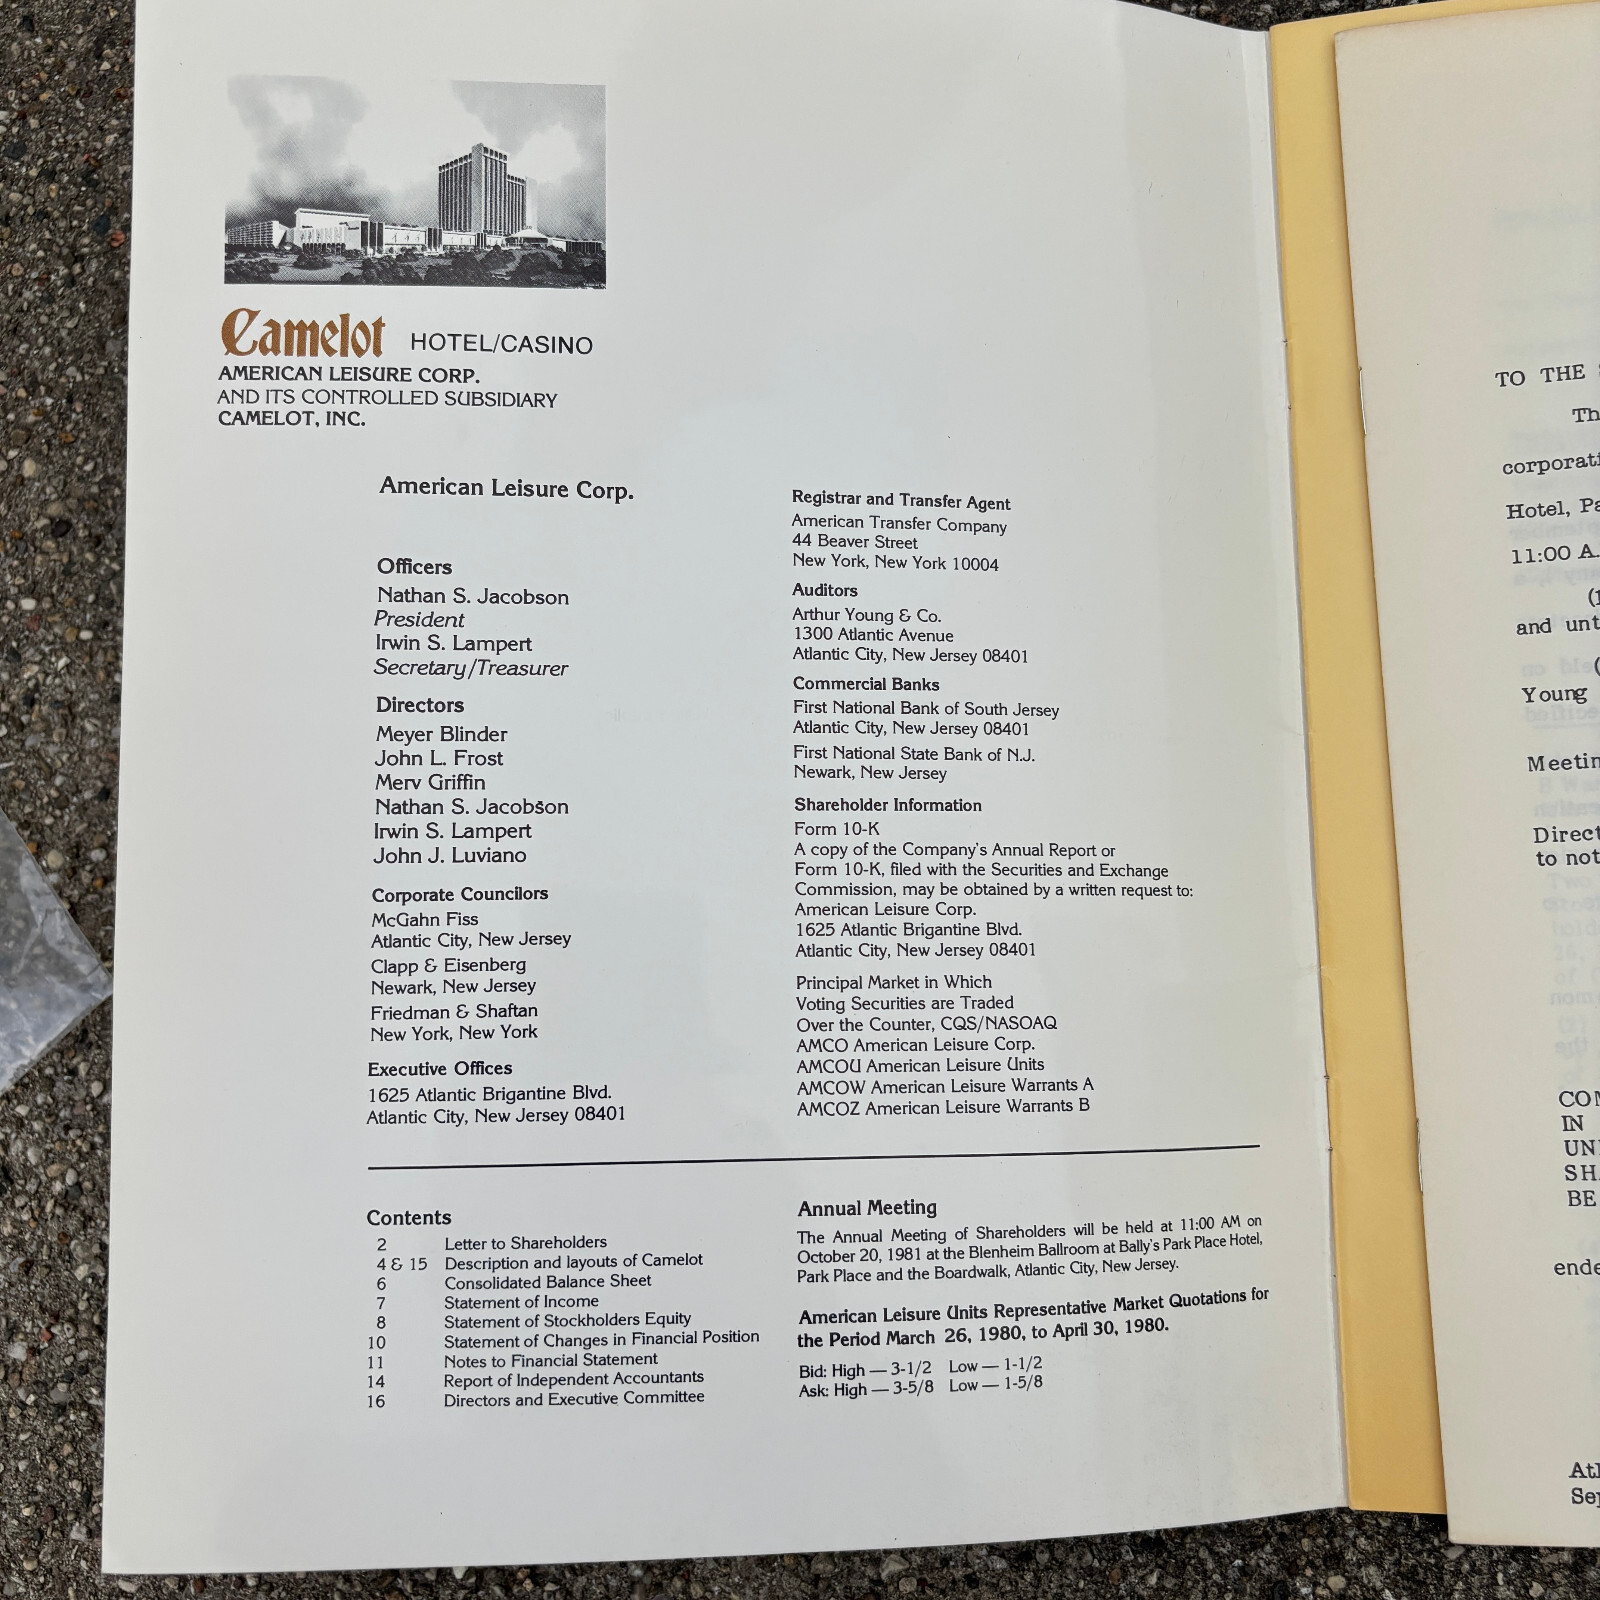 Camelot HOTEL/CASINO
AMERICAN LEISURE CORP.
AND ITS CONTROLLED SUBSIDIARY
CAMELOT, INC.
American Leisure Corp.
Officers
Nathan S. Jacobson
President
Irwin S. Lampert
Secretary/Treasurer
Directors
Meyer Blinder
John L. Frost
Merv Griffin
Nathan S. Jacobson
Irwin S. Lampert
John J. Luviano
Corporate Councilors
McGahn Fiss
Atlantic City, New Jersey
Clapp & Eisenberg
Newark, New Jersey
Friedman & Shaftan
New York, New York
Executive Offices
1625 Atlantic Brigantine Blvd.
Atlantic City, New Jersey 08401
Registrar and Transfer Agent
American Transfer Company
44 Beaver Street
New York, New York 10004
Auditors
Arthur Young & Co.
1300 Atlantic Avenue
Atlantic City, New Jersey 08401
Commercial Banks
First National Bank of South Jersey
Atlantic City, New Jersey 08401
First National State Bank of N.J.
Newark, New Jersey
Shareholder Information
Form 10-K
A copy of the Company's Annual Report or
Form 10-K, filed with the Securities and Exchange
Commission, may be obtained by a written request to:
American Leisure Corp.
1625 Atlantic Brigantine Blvd.
Atlantic City, New Jersey 08401
Principal Market in Which
Voting Securities are Traded
Over the Counter, CQS/NASOAQ
AMCO American Leisure Corp.
AMCOU American Leisure Units
AMCOW American Leisure Warrants A
AMCOZ American Leisure Warrants B
Contents
2 Letter to Shareholders
4 & 15 Description and layouts of Camelot
6 Consolidated Balance Sheet
7 Statement of Income
8 Statement of Stockholders Equity
10 Statement of Changes in Financial Position
11 Notes to Financial Statement
14 Report of Independent Accountants
16 Directors and Executive Committee
Annual Meeting
The Annual Meeting of Shareholders will be held at 11:00 AM on
October 20, 1981 at the Blenheim Ballroom at Bally's Park Place Hotel,
Park Place and the Boardwalk, Atlantic City, New Jersey.
American Leisure Units Representative Market Quotations for
the Period March 26, 1980, to April 30, 1980.
Bid: High — 3-1/2 Low — 1-1/2
Ask: High — 3-5/8 Low — 1-5/8
TO THE
Th
corporati
Hotel, Pa
11:00 A.
and unt
Young
Meetin
Direct
to not
COM
IN
UN
SH
BE
ende
Atl
Sep